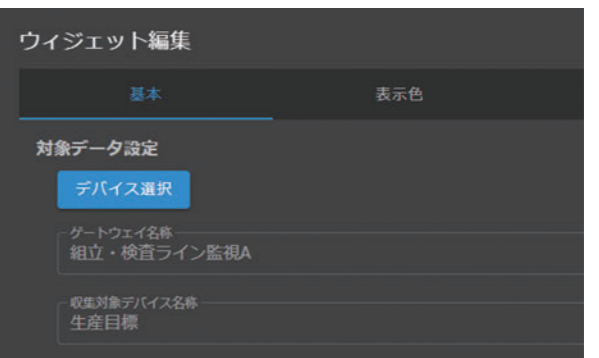 ウィジェット編集
基本 表示色
対象データ設定
デバイス選択
ゲートウェイ名称
組立・検査ライン監視A
収集対象デバイス名称
生産目標